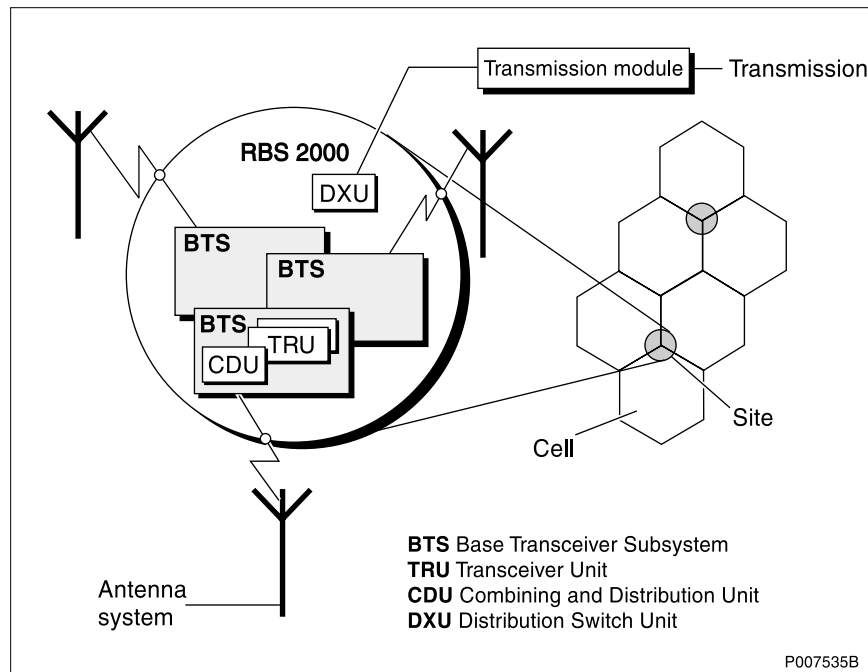 Transmission module
Transmission
RBS 2000
DXU
BTS
BTS
BTS
TRU
CDU
Site
Cell
Antenna
system
BTS Base Transceiver Subsystem
TRU Transceiver Unit
CDU Combining and Distribution Unit
DXU Distribution Switch Unit
P007535B